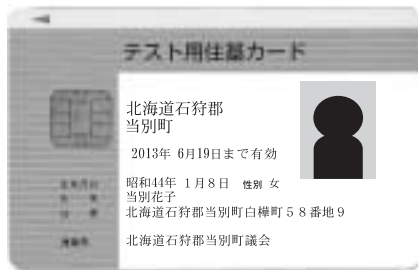 テスト用住基カード
北海道石狩郡
当別町
2013年 6月19日まで有効
昭和44年 1月8日 性別 女
当別花子
北海道石狩郡当別町白樺町58番地9
北海道石狩郡当別町議会